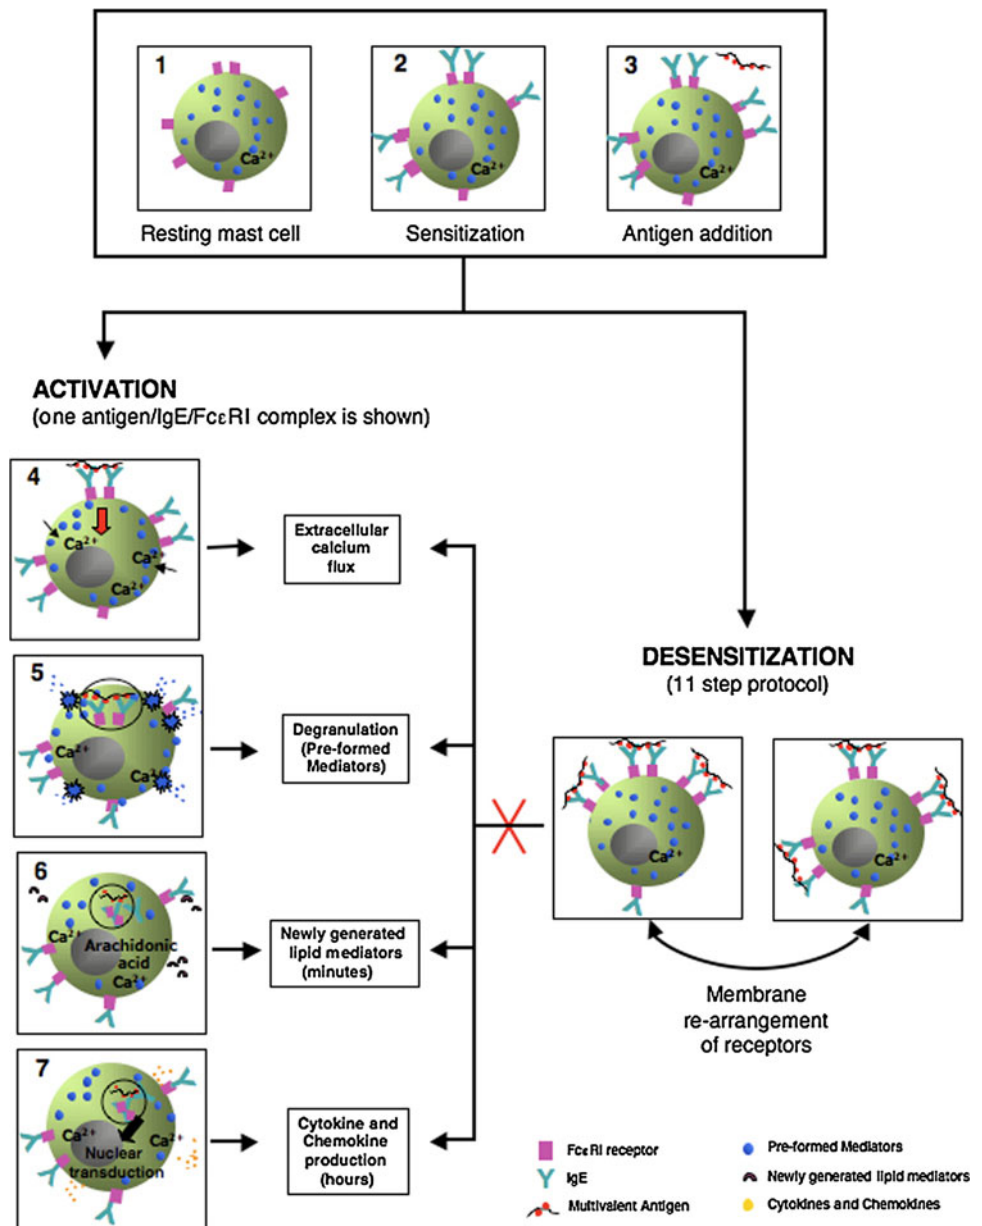 1
2
3
Ca2+
Ca2+
Ca2+
Resting mast cell
Sensitization
Antigen addition
ACTIVATION
(one antigen/IgE/FcεRI complex is shown)
4
Ca2+
Ca2+
Ca2+
Extracellular
calcium
flux
DESENSITIZATION
(11 step protocol)
5
Ca2+
Ca2+
Degranulation
(Pre-formed
Mediators)
Ca2+
Ca2+
6
Ca2+
Arachidonic
acid
Ca2+
Newly generated
lipid mediators
(minutes)
Membrane
re-arrangement
of receptors
7
Ca2+
Ca2+
Nuclear
transduction
Cytokine and
Chemokine
production
(hours)
FcεRI receptor
IgE
Multivalent Antigen
Pre-formed Mediators
Newly generated lipid mediators
Cytokines and Chemokines